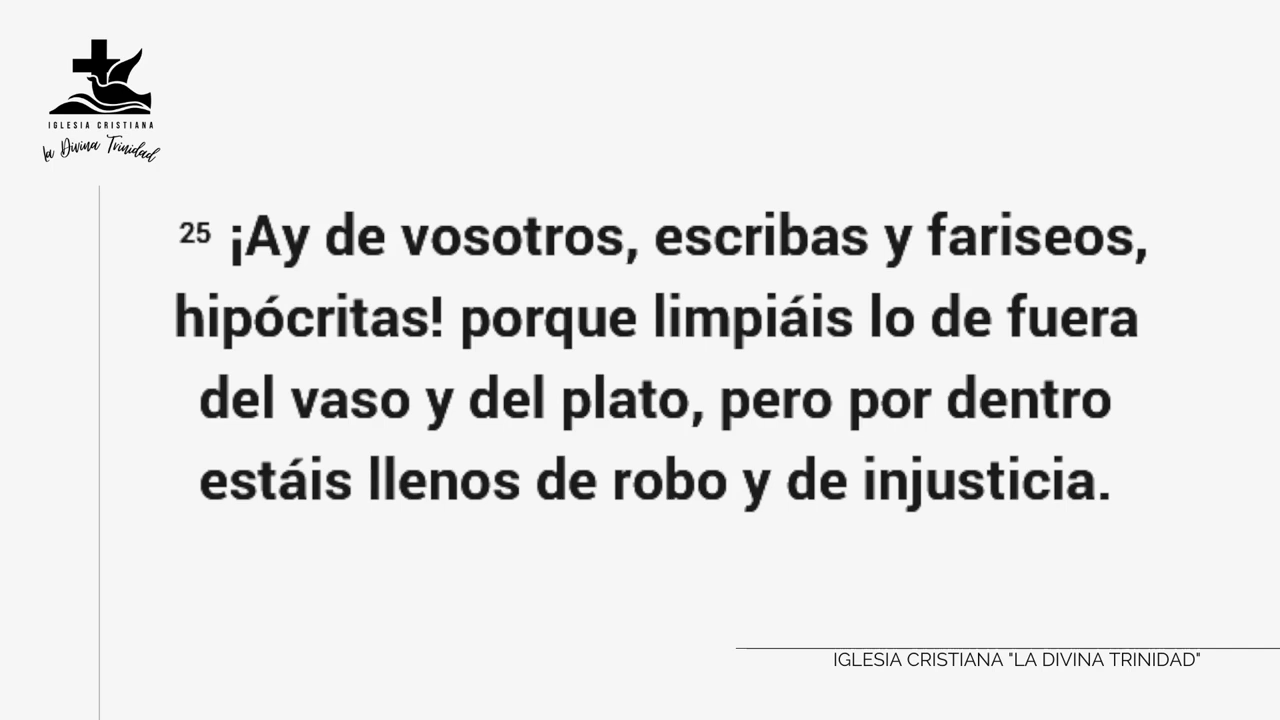 IGLESIA CRISTIANA
la Divina Trinidad
25 ¡Ay de vosotros, escribas y fariseos,
hipócritas! porque limpiáis lo de fuera
del vaso y del plato, pero por dentro
estáis llenos de robo y de injusticia.
IGLESIA CRISTIANA "LA DIVINA TRINIDAD"